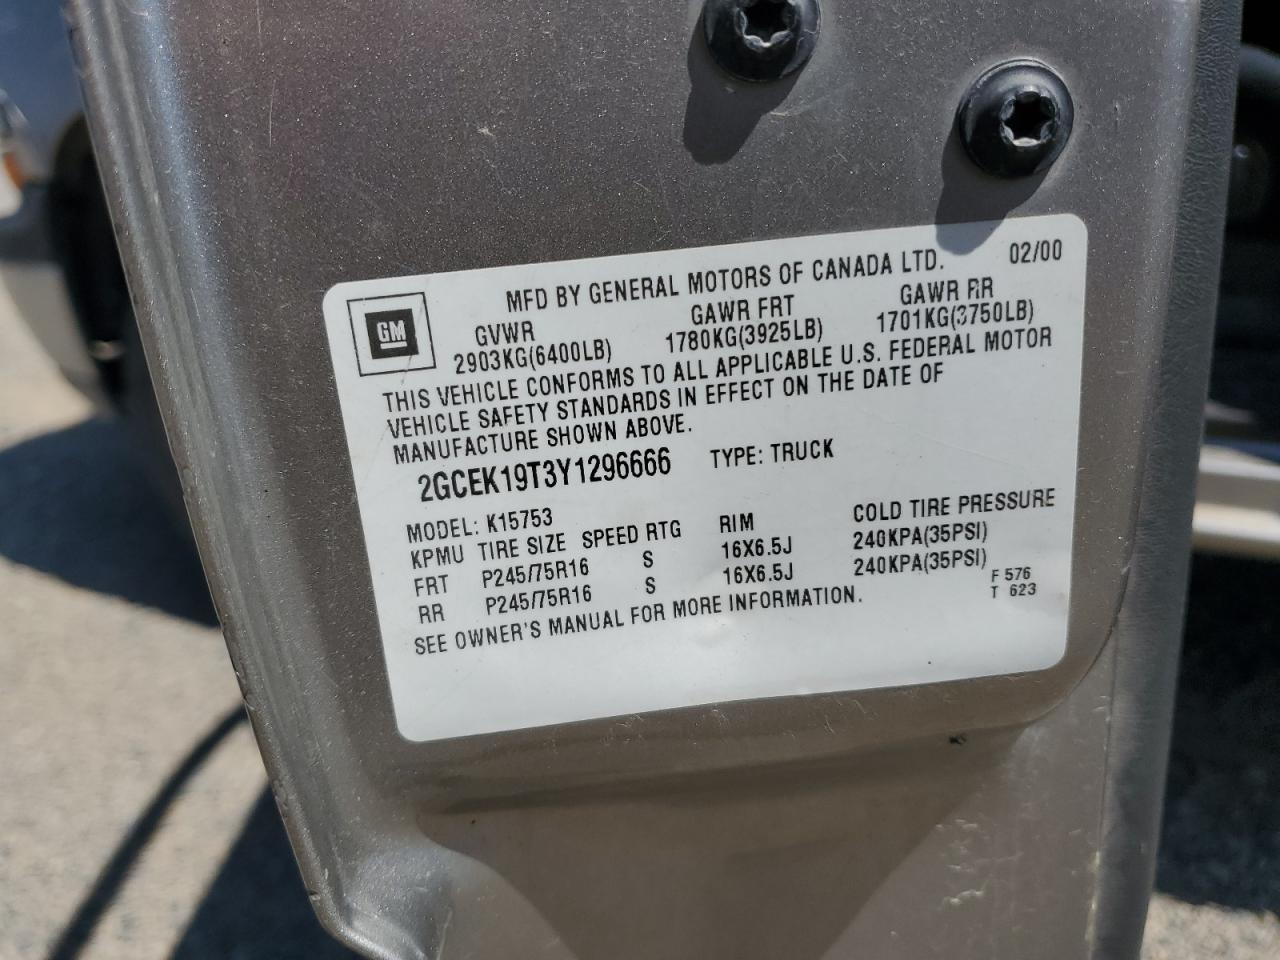 MFD BY GENERAL MOTORS OF CANADA LTD. 02/00
GM
GVWR GAWR FRT GAWR RR
2903KG(6400LB) 1780KG(3925LB) 1701KG(3750LB)
THIS VEHICLE CONFORMS TO ALL APPLICABLE U.S. FEDERAL MOTOR
VEHICLE SAFETY STANDARDS IN EFFECT ON THE DATE OF
MANUFACTURE SHOWN ABOVE.
2GCEK19T3Y1296666 TYPE: TRUCK
MODEL: K15753
KPMU TIRE SIZE SPEED RTG RIM COLD TIRE PRESSURE
FRT P245/75R16 S 16X6.5J 240KPA(35PSI)
RR P245/75R16 S 16X6.5J 240KPA(35PSI)
SEE OWNER'S MANUAL FOR MORE INFORMATION.
F 576
T 623